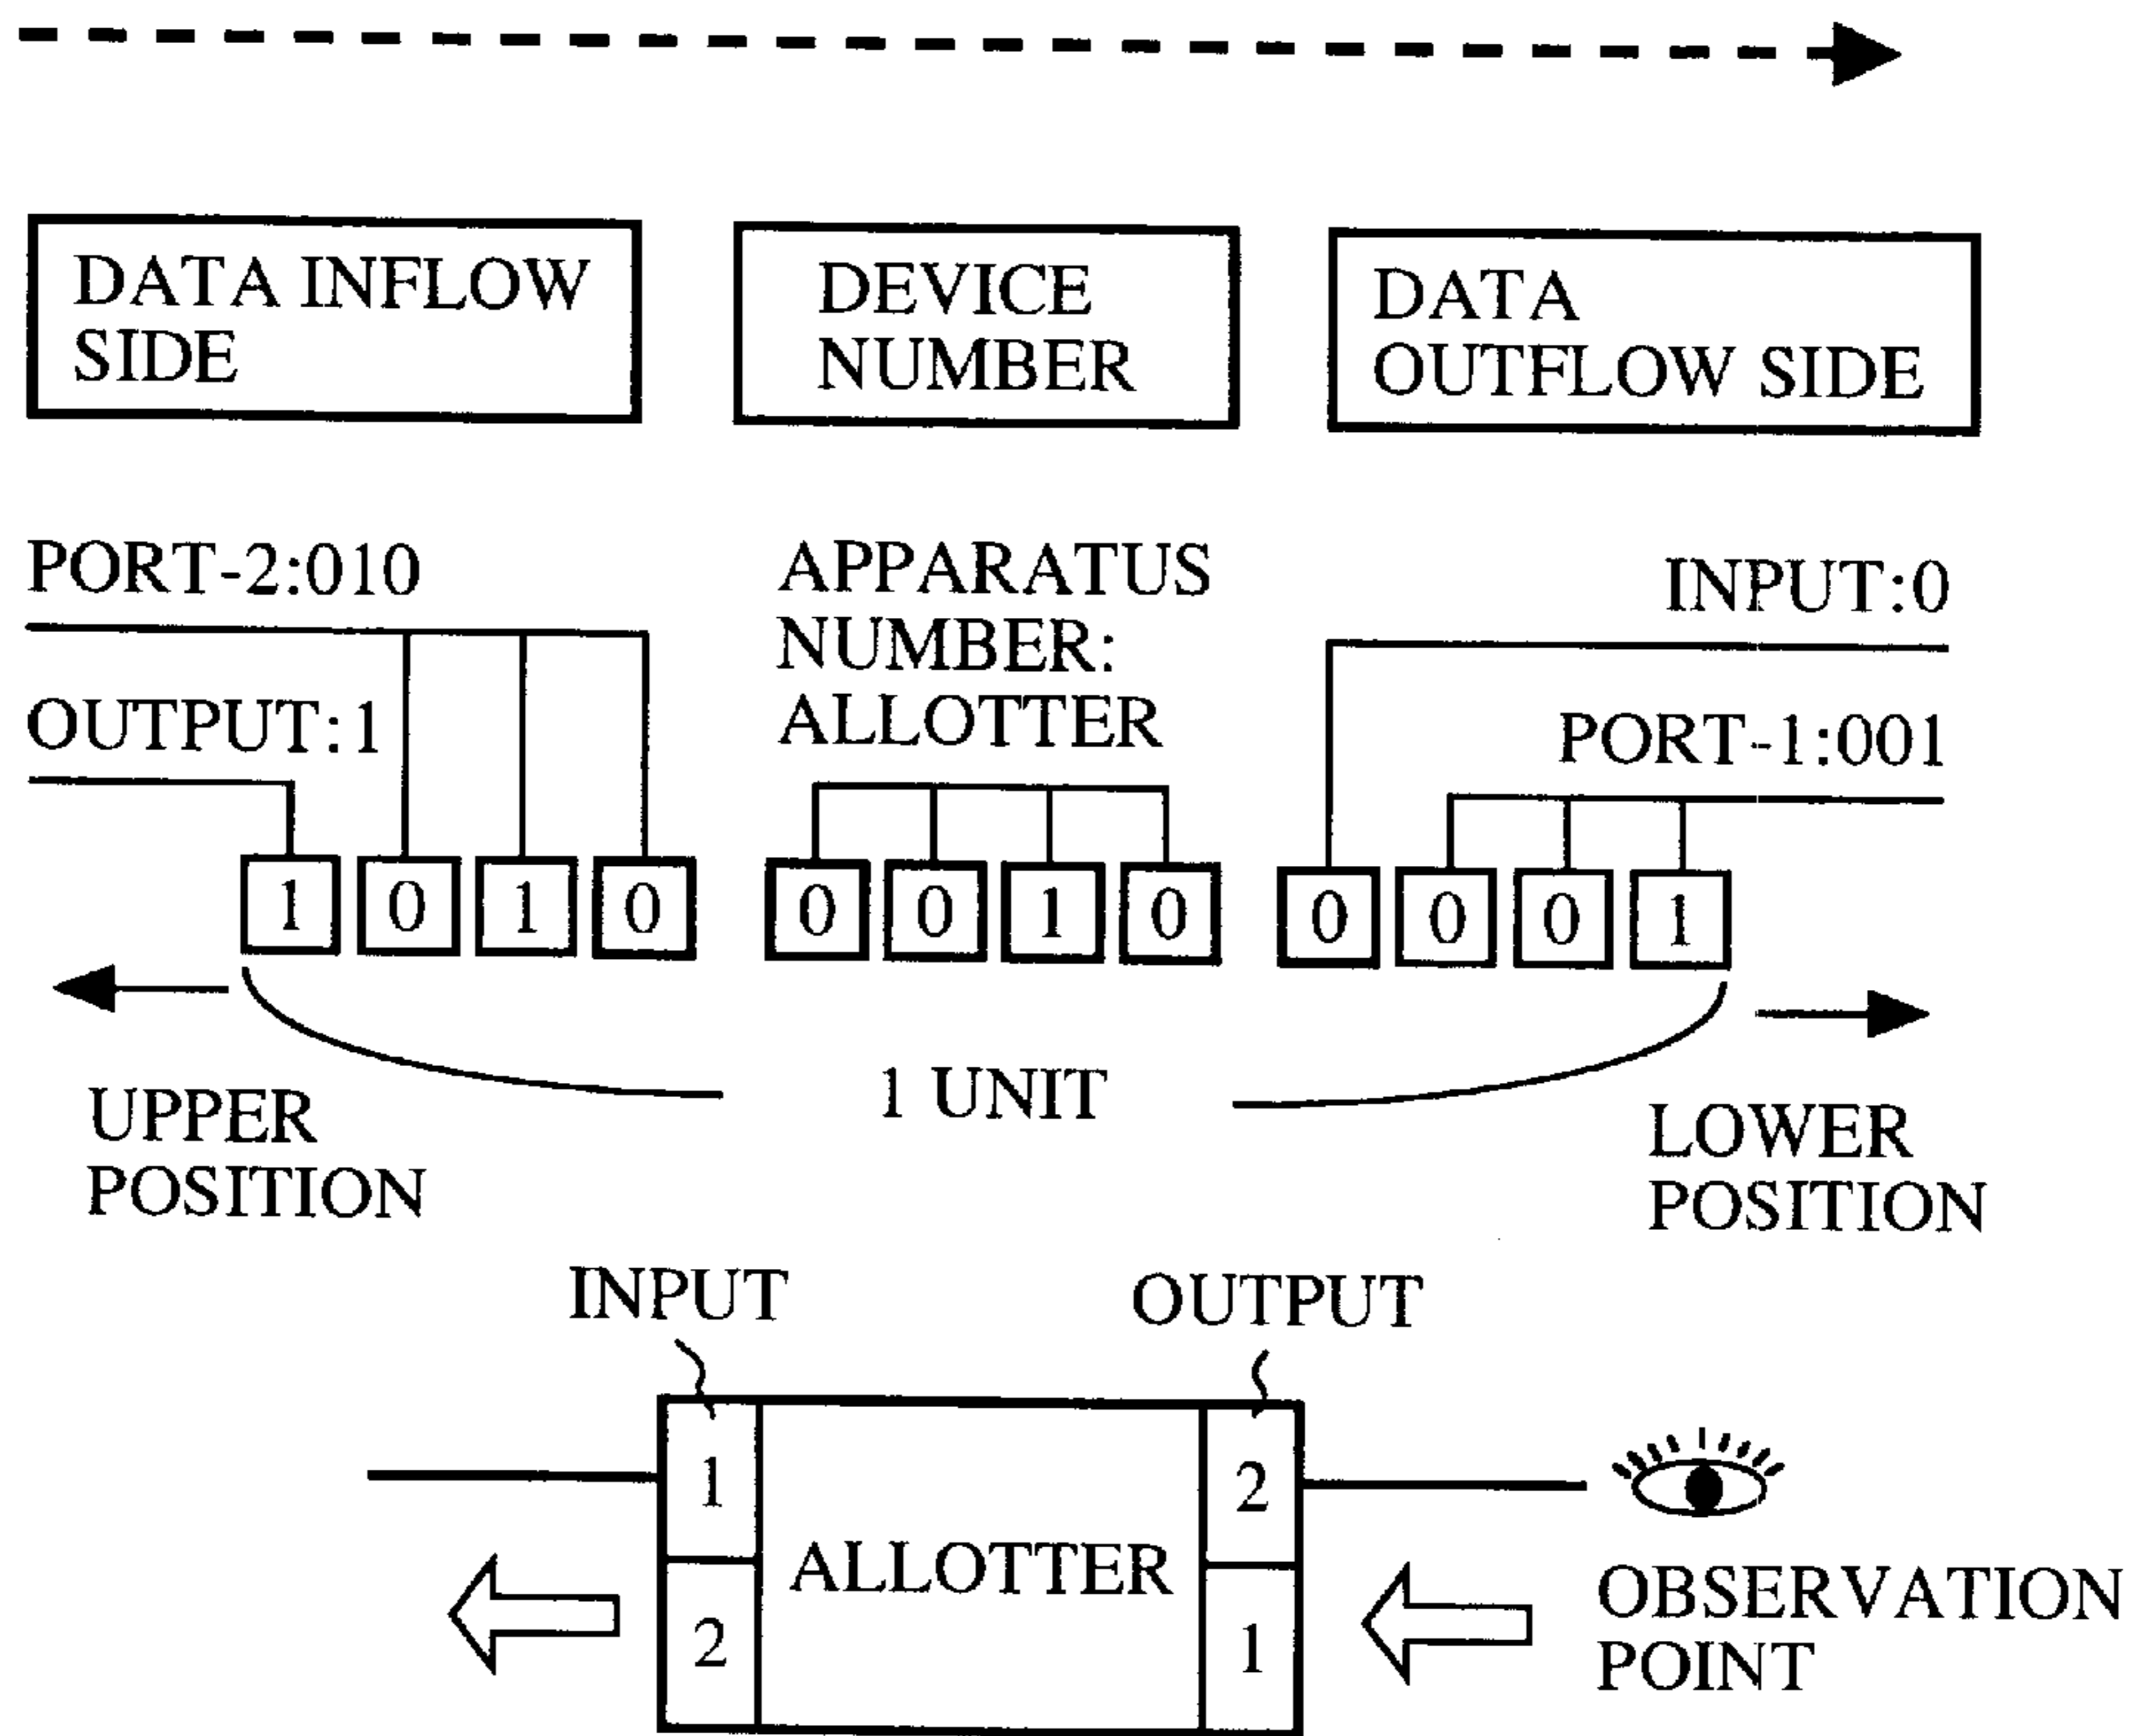 DATA INFLOW
SIDE
DEVICE
NUMBER
DATA
OUTFLOW SIDE
PORT-2:010
OUTPUT:1
APPARATUS
NUMBER:
ALLOTTER
INPUT:0
PORT-1:001
1 0 1 0 0 0 1 0 0 0 0 1
UPPER
POSITION
1 UNIT
LOWER
POSITION
INPUT
OUTPUT
1
2
ALLOTTER
2
1
OBSERVATION
POINT